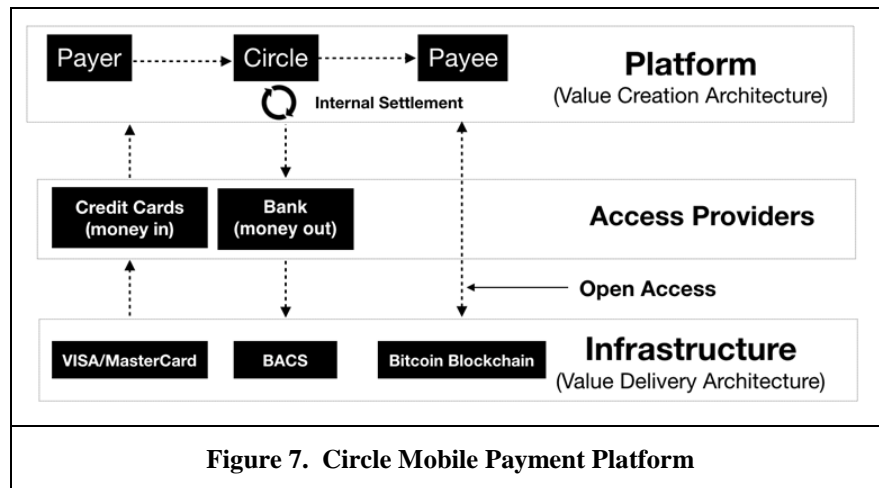 Payer
Circle
Payee
Platform
(Value Creation Architecture)
Internal Settlement
Credit Cards
(money in)
Bank
(money out)
Access Providers
Open Access
VISA/MasterCard
BACS
Bitcoin Blockchain
Infrastructure
(Value Delivery Architecture)
Figure 7. Circle Mobile Payment Platform